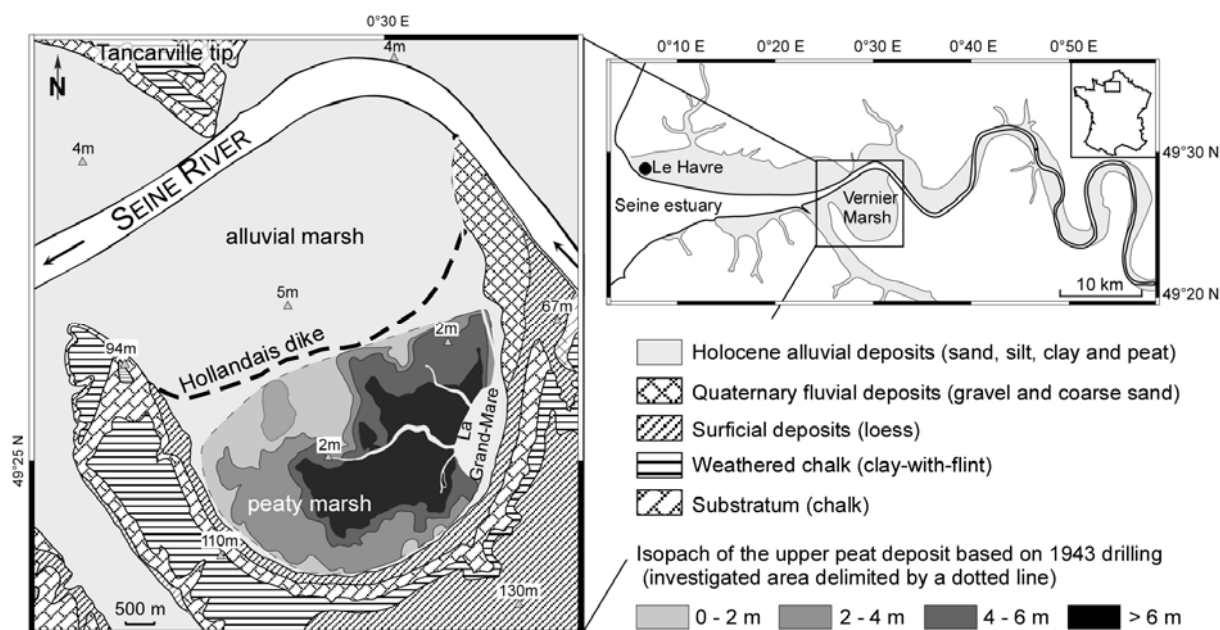 0°30 E
Tancarville tip
4m
N
4m
SEINE RIVER
alluvial marsh
5m
67m
Hollandais dike
2m
94m
La
Grand-Mare
2m
49°25 N
peaty marsh
110m
130m
500 m
0°10 E
0°20 E
0°30 E
0°40 E
0°50 E
49°30 N
Le Havre
Seine estuary
Vernier
Marsh
10 km
49°20 N
Holocene alluvial deposits (sand, silt, clay and peat)
Quaternary fluvial deposits (gravel and coarse sand)
Surficial deposits (loess)
Weathered chalk (clay-with-flint)
Substratum (chalk)
Isopach of the upper peat deposit based on 1943 drilling
(investigated area delimited by a dotted line)
0 - 2 m
2 - 4 m
4 - 6 m
> 6 m